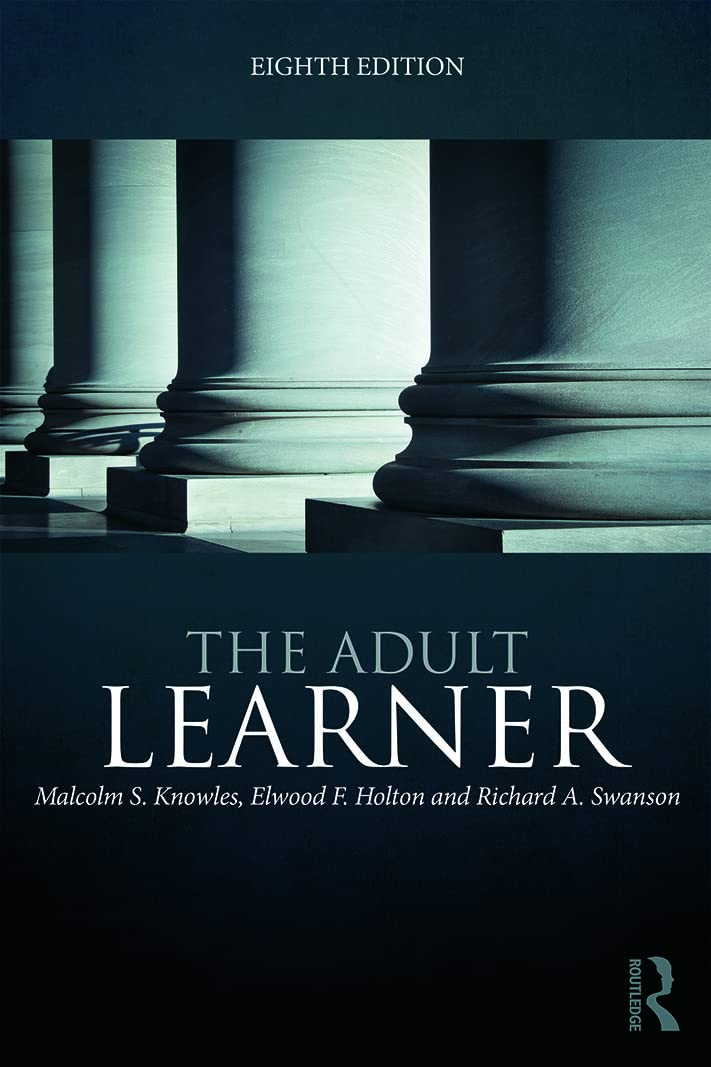 EIGHTH EDITION
THE ADULT
LEARNER
Malcolm S. Knowles, Elwood F. Holton and Richard A. Swanson
ROUTLEDGE